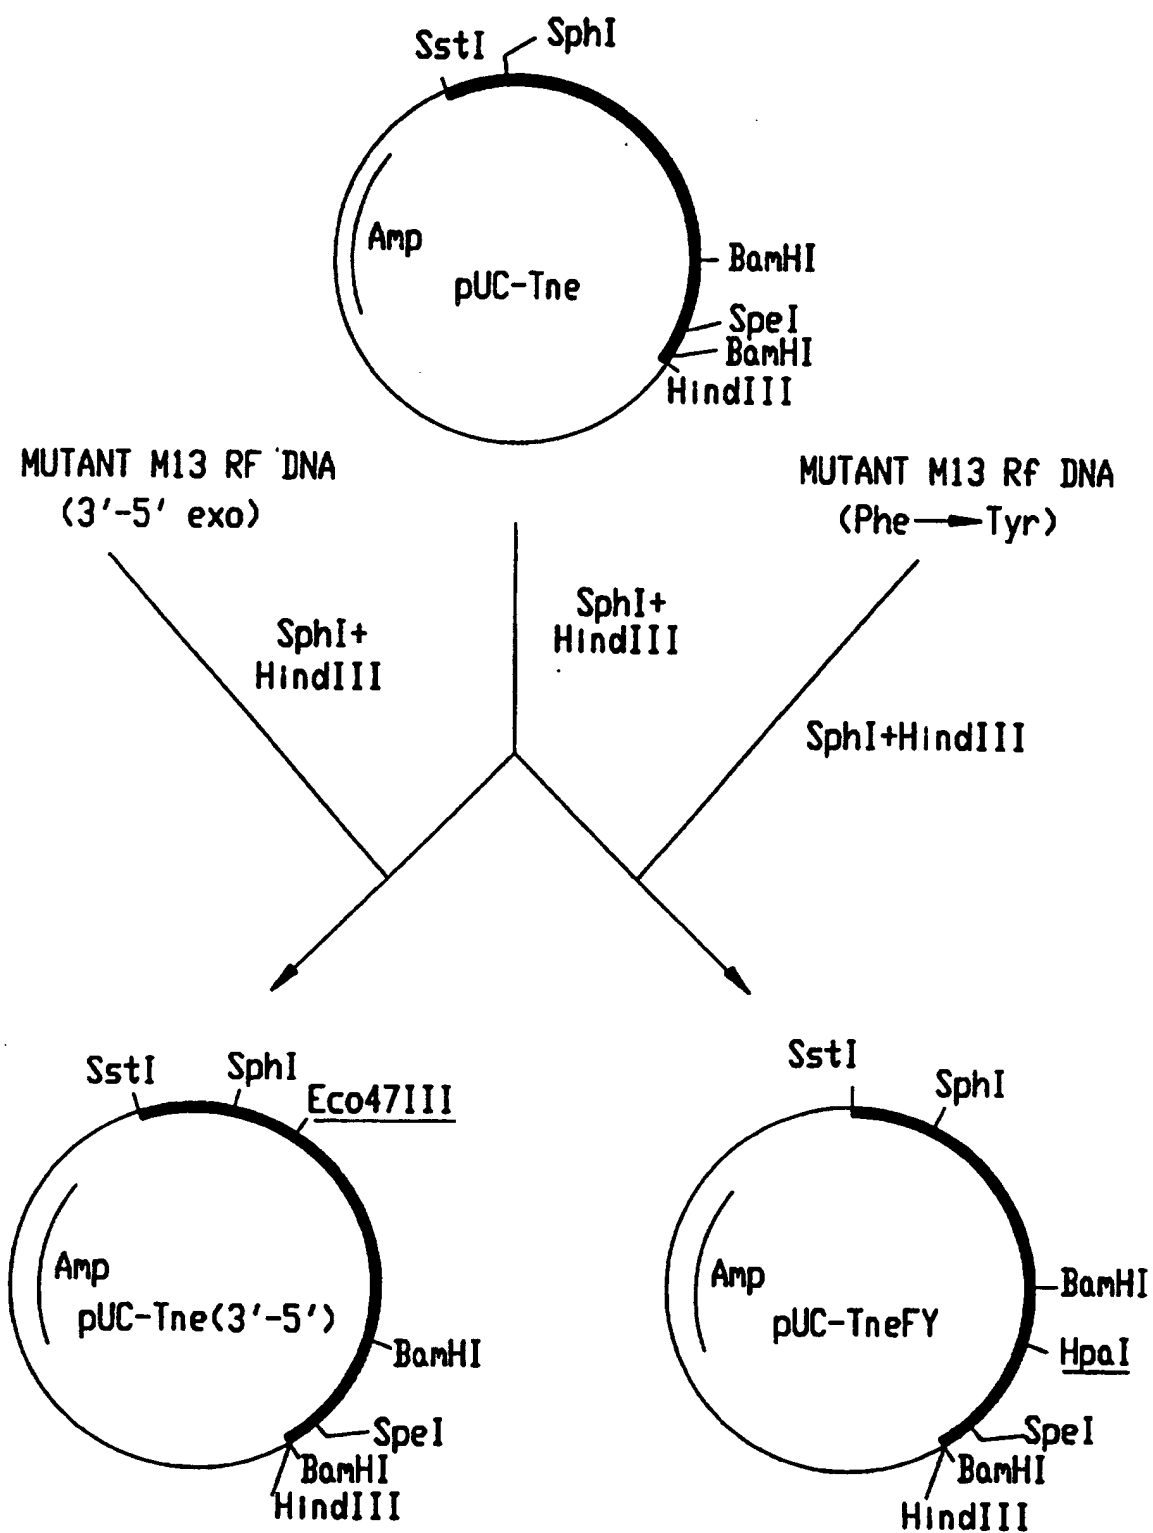 SstI
SphI
Amp
pUC-Tne
BamHI
SpeI
BamHI
HindIII
MUTANT M13 RF DNA
(3'-5' exo)
MUTANT M13 Rf DNA
(Phe→Tyr)
SphI+
HindIII
SphI+
HindIII
SphI+HindIII
SstI
SphI
Eco47III
Amp
pUC-Tne(3'-5')
BamHI
SpeI
BamHI
HindIII
SstI
SphI
Amp
pUC-TneFY
BamHI
HpaI
SpeI
BamHI
HindIII